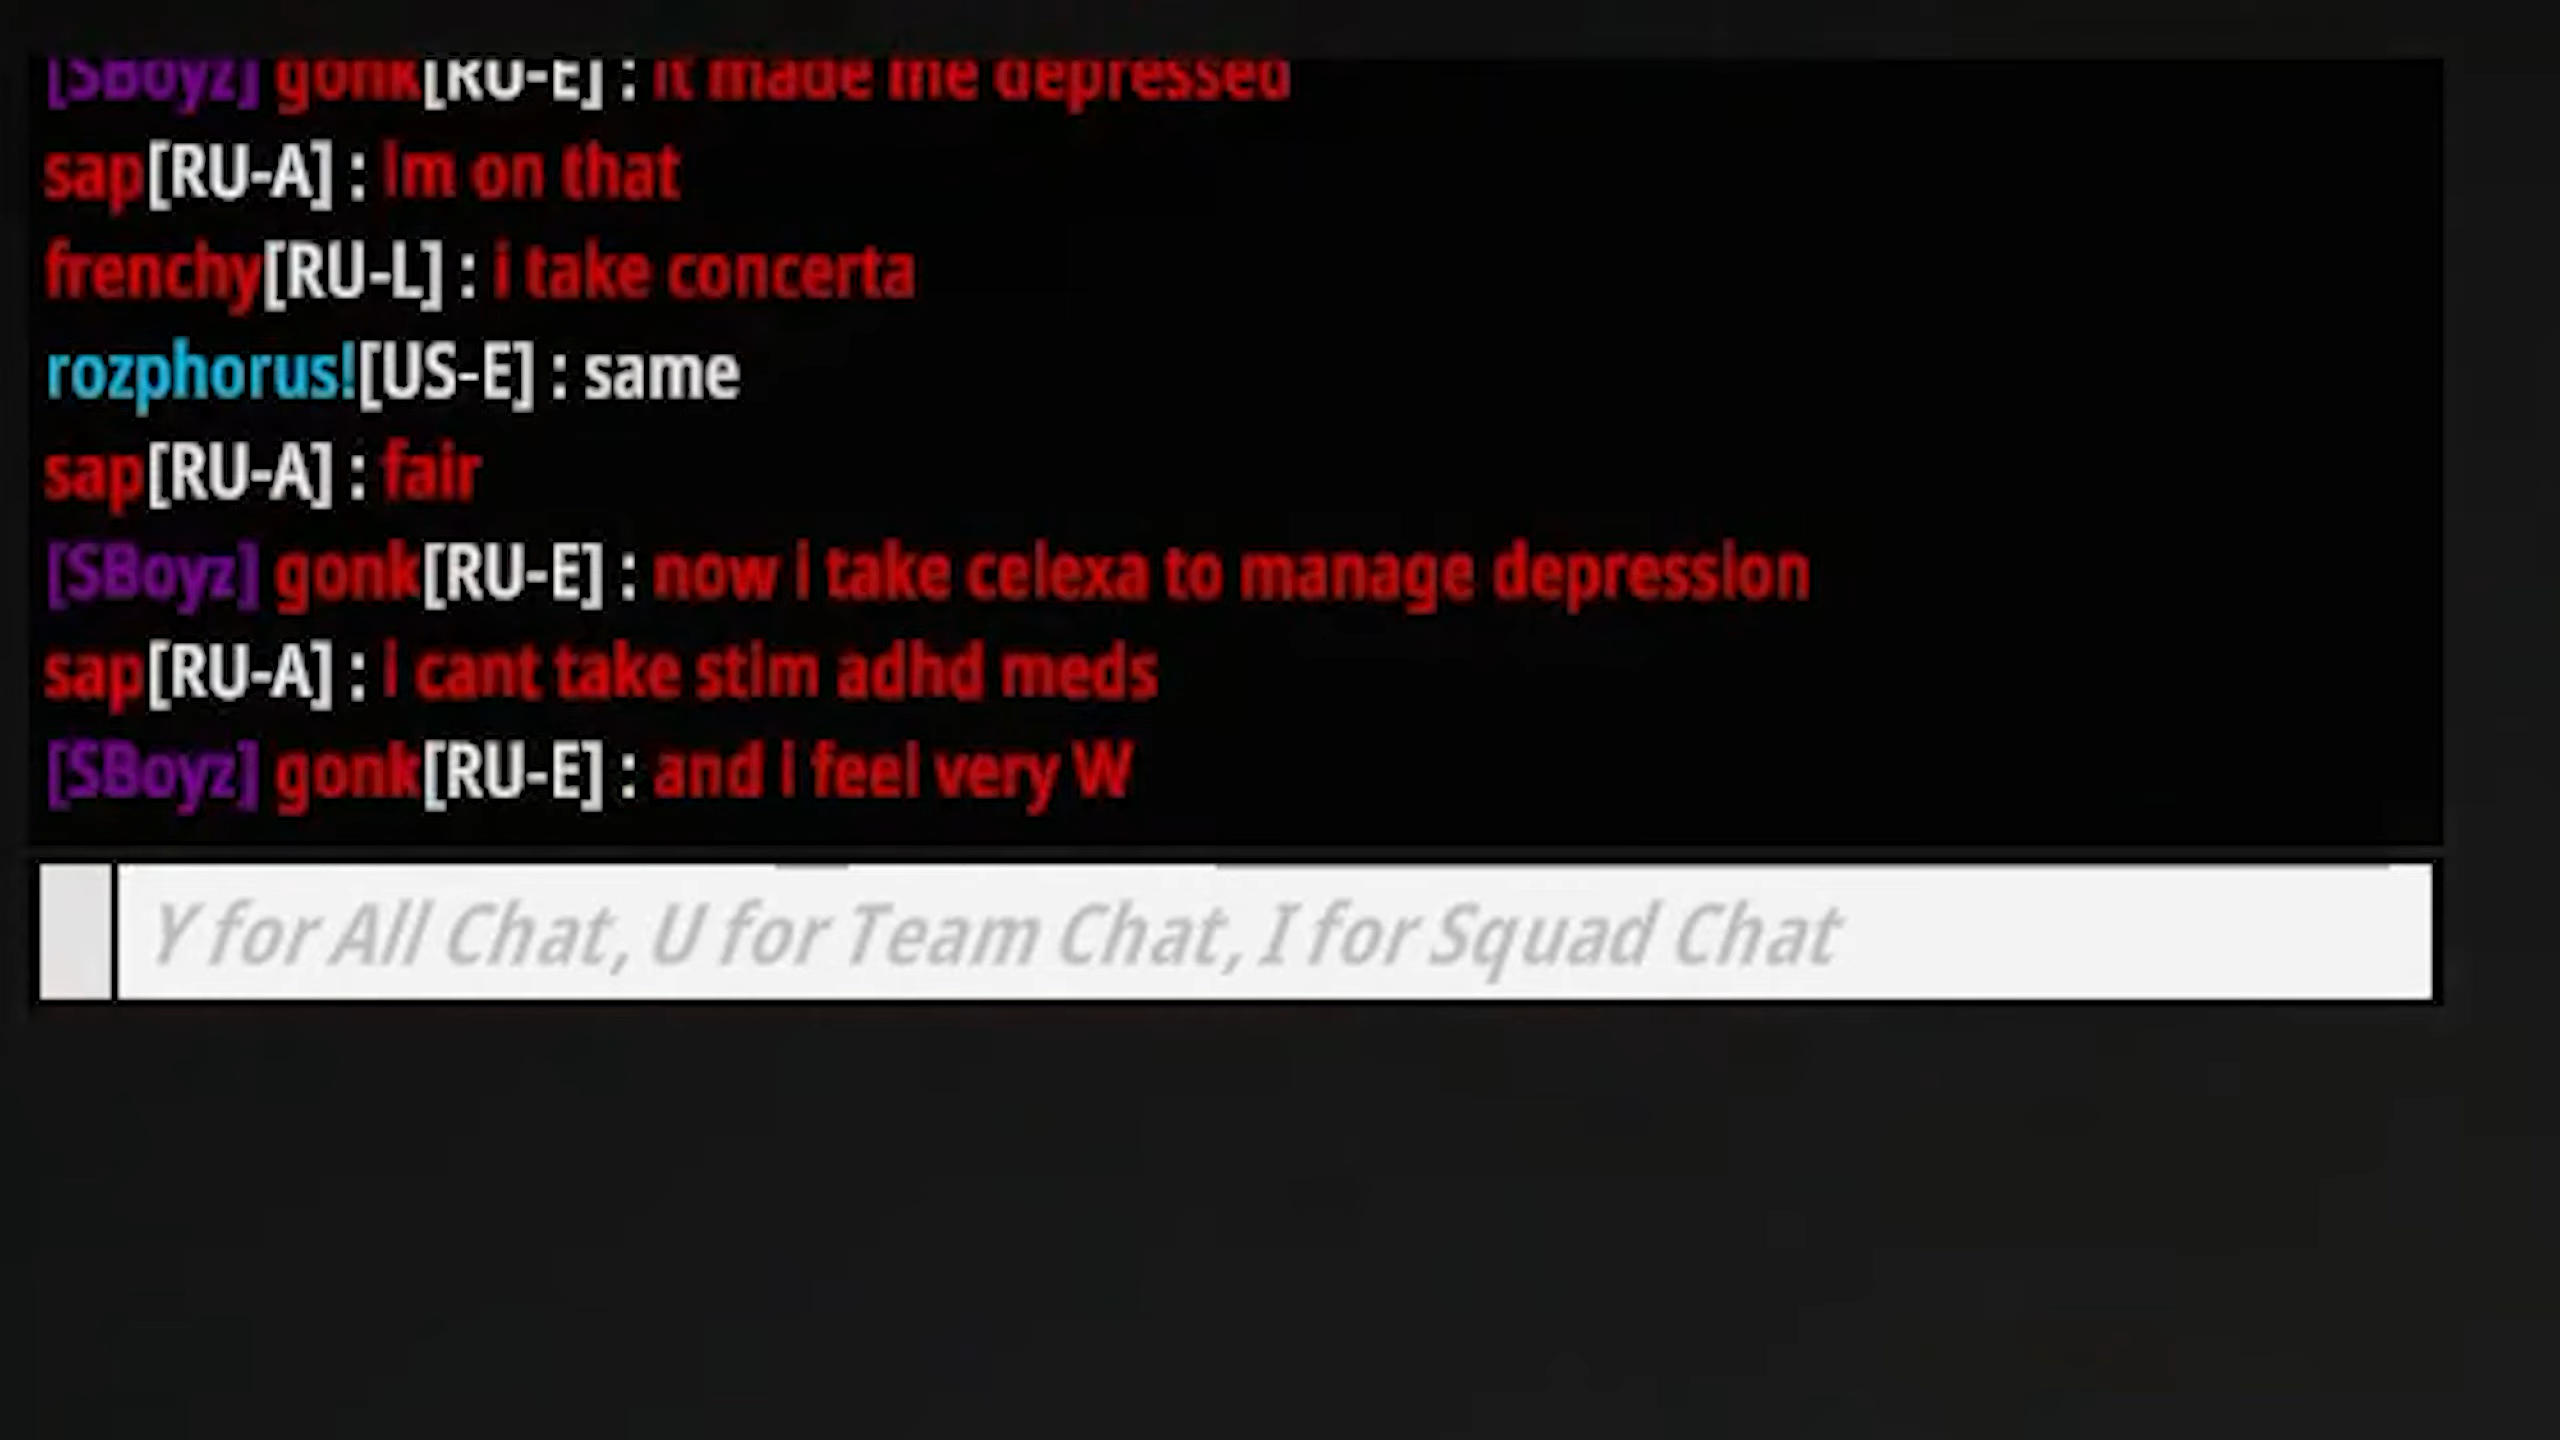 [SBoyz] gonk[RU-E] : it made me depressed
sap[RU-A] : im on that
frenchy[RU-L] : i take concerta
rozphorus![US-E] : same
sap[RU-A] : fair
[SBoyz] gonk[RU-E] : now i take celexa to manage depression
sap[RU-A] : i cant take stim adhd meds
[SBoyz] gonk[RU-E] : and i feel very W
Y for All Chat, U for Team Chat, I for Squad Chat